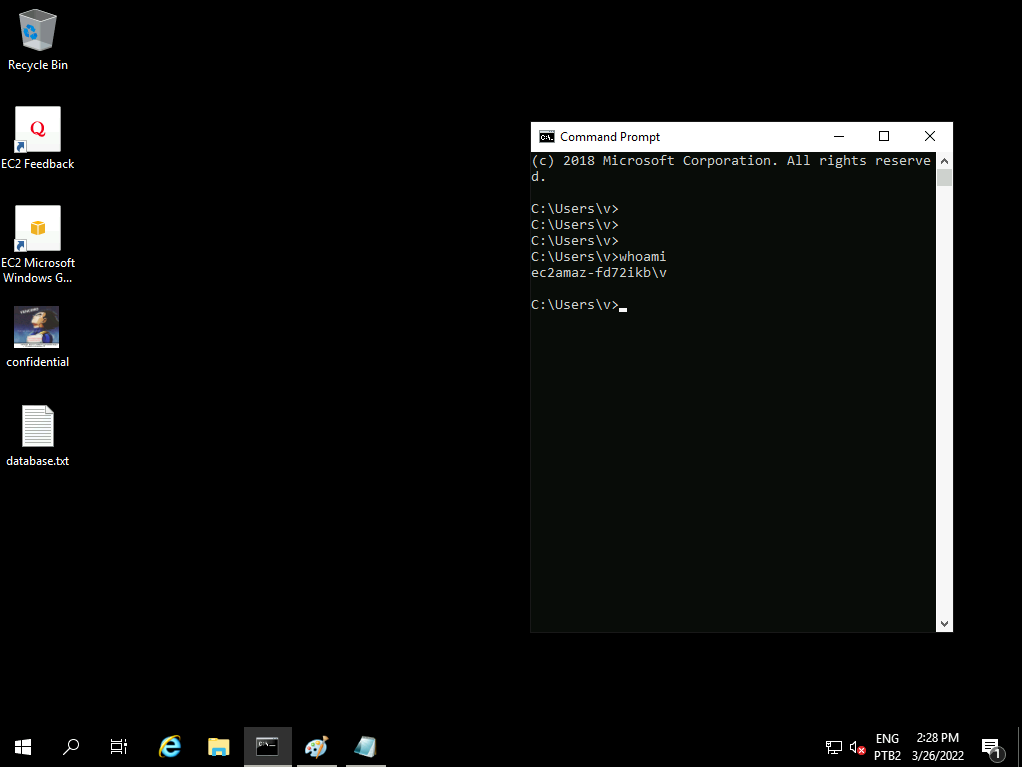 Recycle Bin
Q
EC2 Feedback
EC2 Microsoft
Windows G...
confidential
database.txt
Command Prompt
(c) 2018 Microsoft Corporation. All rights reserve
d.
C:\Users\v>
C:\Users\v>
C:\Users\v>
C:\Users\v>whoami
ec2amaz-fd72ikb\v
C:\Users\v>
ENG
PTB2
2:28 PM
3/26/2022
1